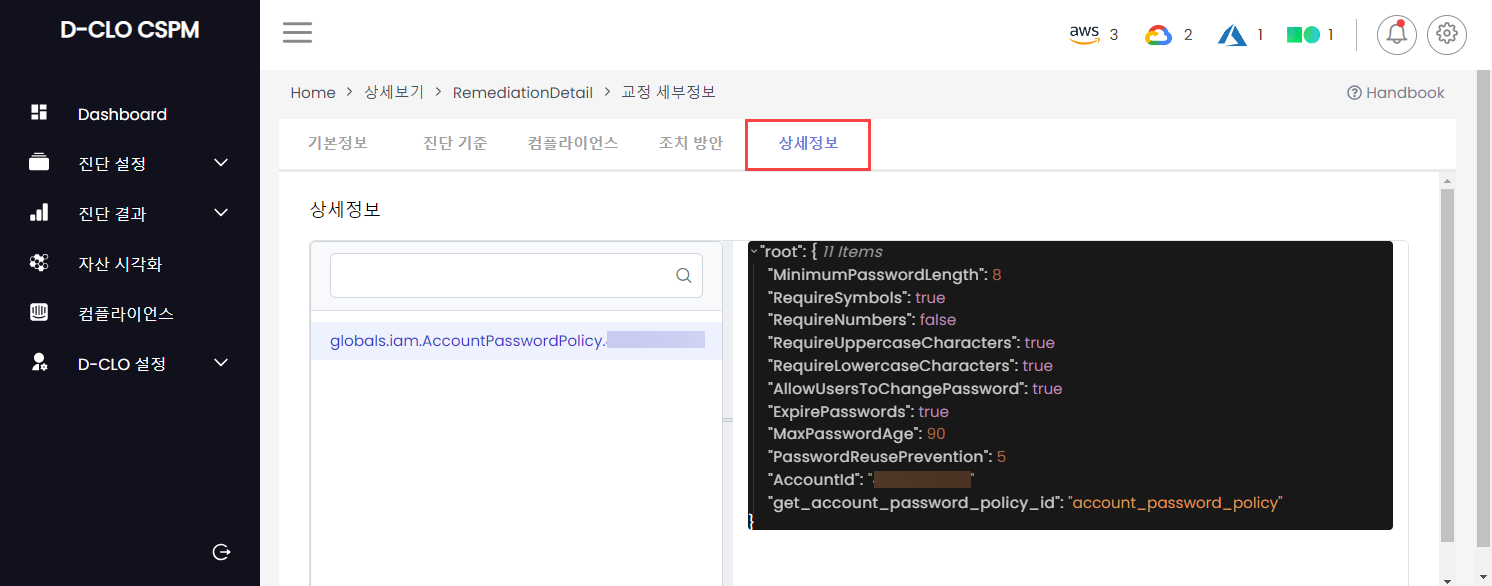 D-CLO CSPM
aws 3 2 1 1
Dashboard
진단 설정
진단 결과
자산 시각화
컴플라이언스
D-CLO 설정
Home > 상세보기 > RemediationDetail > 교정 세부정보
Handbook
기본정보 진단 기준 컴플라이언스 조치 방안 상세정보
상세정보
globals.iam.AccountPasswordPolicy.
"root": { 11 Items
"MinimumPasswordLength": 8
"RequireSymbols": true
"RequireNumbers": false
"RequireUppercaseCharacters": true
"RequireLowercaseCharacters": true
"AllowUsersToChangePassword": true
"ExpirePasswords": true
"MaxPasswordAge": 90
"PasswordReusePrevention": 5
"AccountId": " "
"get_account_password_policy_id": "account_password_policy"
}